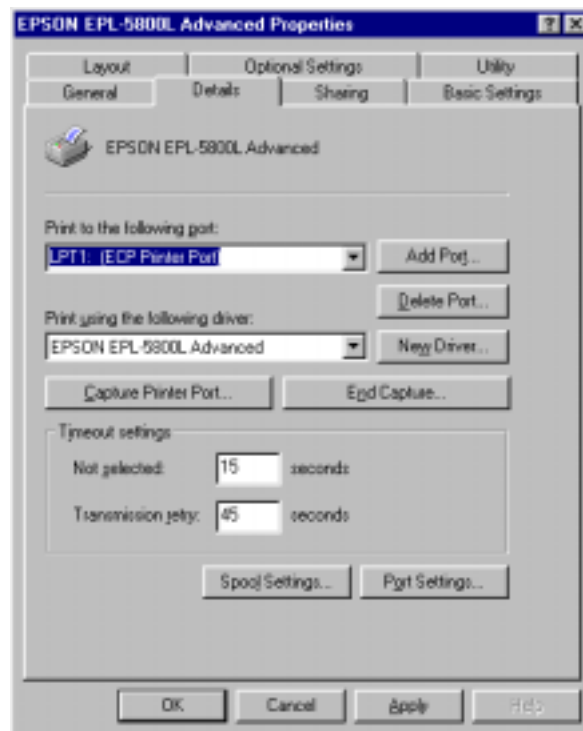 EPSON EPL-5800L Advanced Properties
Layout Optional Settings Utility
General Details Sharing Basic Settings
EPSON EPL-5800L Advanced
Print to the following port:
LPT1: (ECP Printer Port) Add Port...
Delete Port...
Print using the following driver:
EPSON EPL-5800L Advanced New Driver...
Capture Printer Port... End Capture...
Timeout settings
Not selected: 15 seconds
Transmission retry: 45 seconds
Spool Settings... Port Settings...
OK Cancel Apply Help